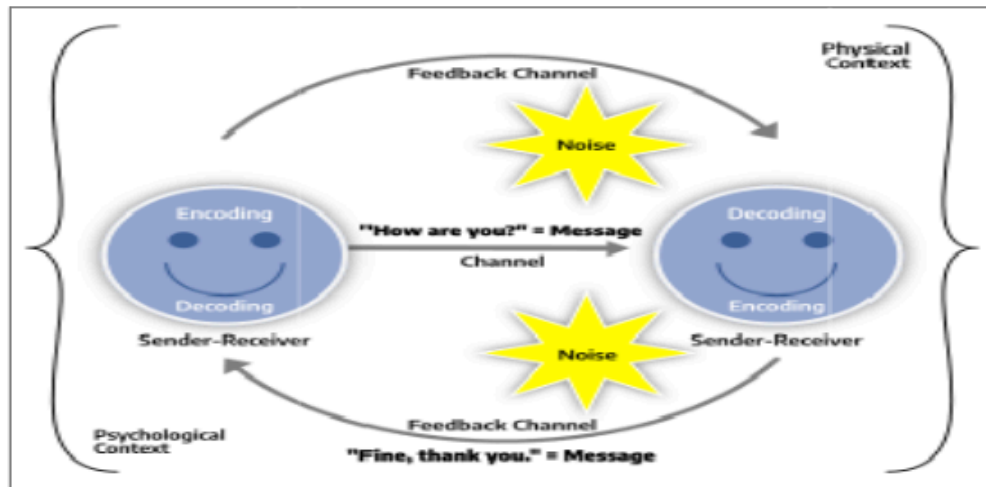 Physical
Context
Feedback Channel
Noise
Encoding
Decoding
"How are you?" = Message
Channel
Decoding
Encoding
Sender-Receiver
Sender-Receiver
Noise
Feedback Channel
Psychological
Context
"Fine, thank you." = Message